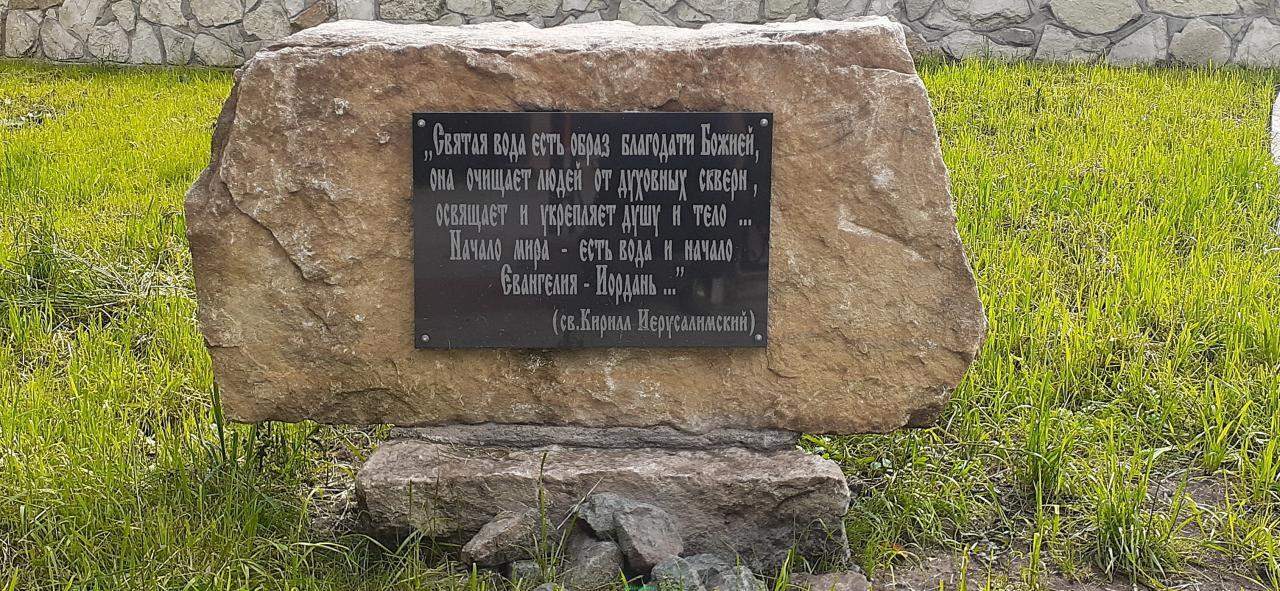 „Святая вода есть образ благодати Божией,
она очищает людей от духовных скверн,
освящает и укрепляет душу и тело ...
Начало мира - есть вода и начало
Евангелия - Иордань ...”
(св.Кирилл Иерусалимский)